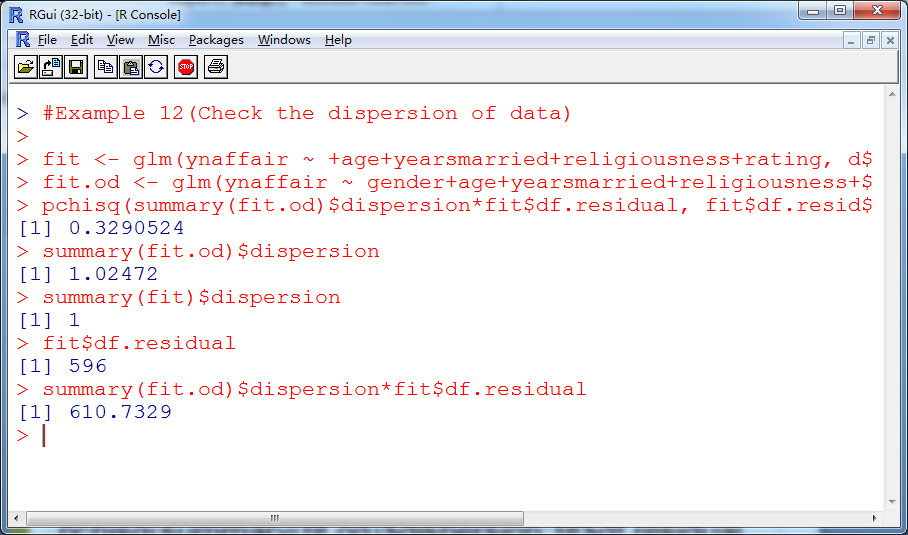 RGui (32-bit) - [R Console]
File Edit View Misc Packages Windows Help
STOP
> #Example 12(Check the dispersion of data)
>
> fit <- glm(ynaffair ~ +age+yearsmarried+religiousness+rating, d$
> fit.od <- glm(ynaffair ~ gender+age+yearsmarried+religiousness+$
> pchisq(summary(fit.od)$dispersion*fit$df.residual, fit$df.resid$
[1] 0.3290524
> summary(fit.od)$dispersion
[1] 1.02472
> summary(fit)$dispersion
[1] 1
> fit$df.residual
[1] 596
> summary(fit.od)$dispersion*fit$df.residual
[1] 610.7329
>